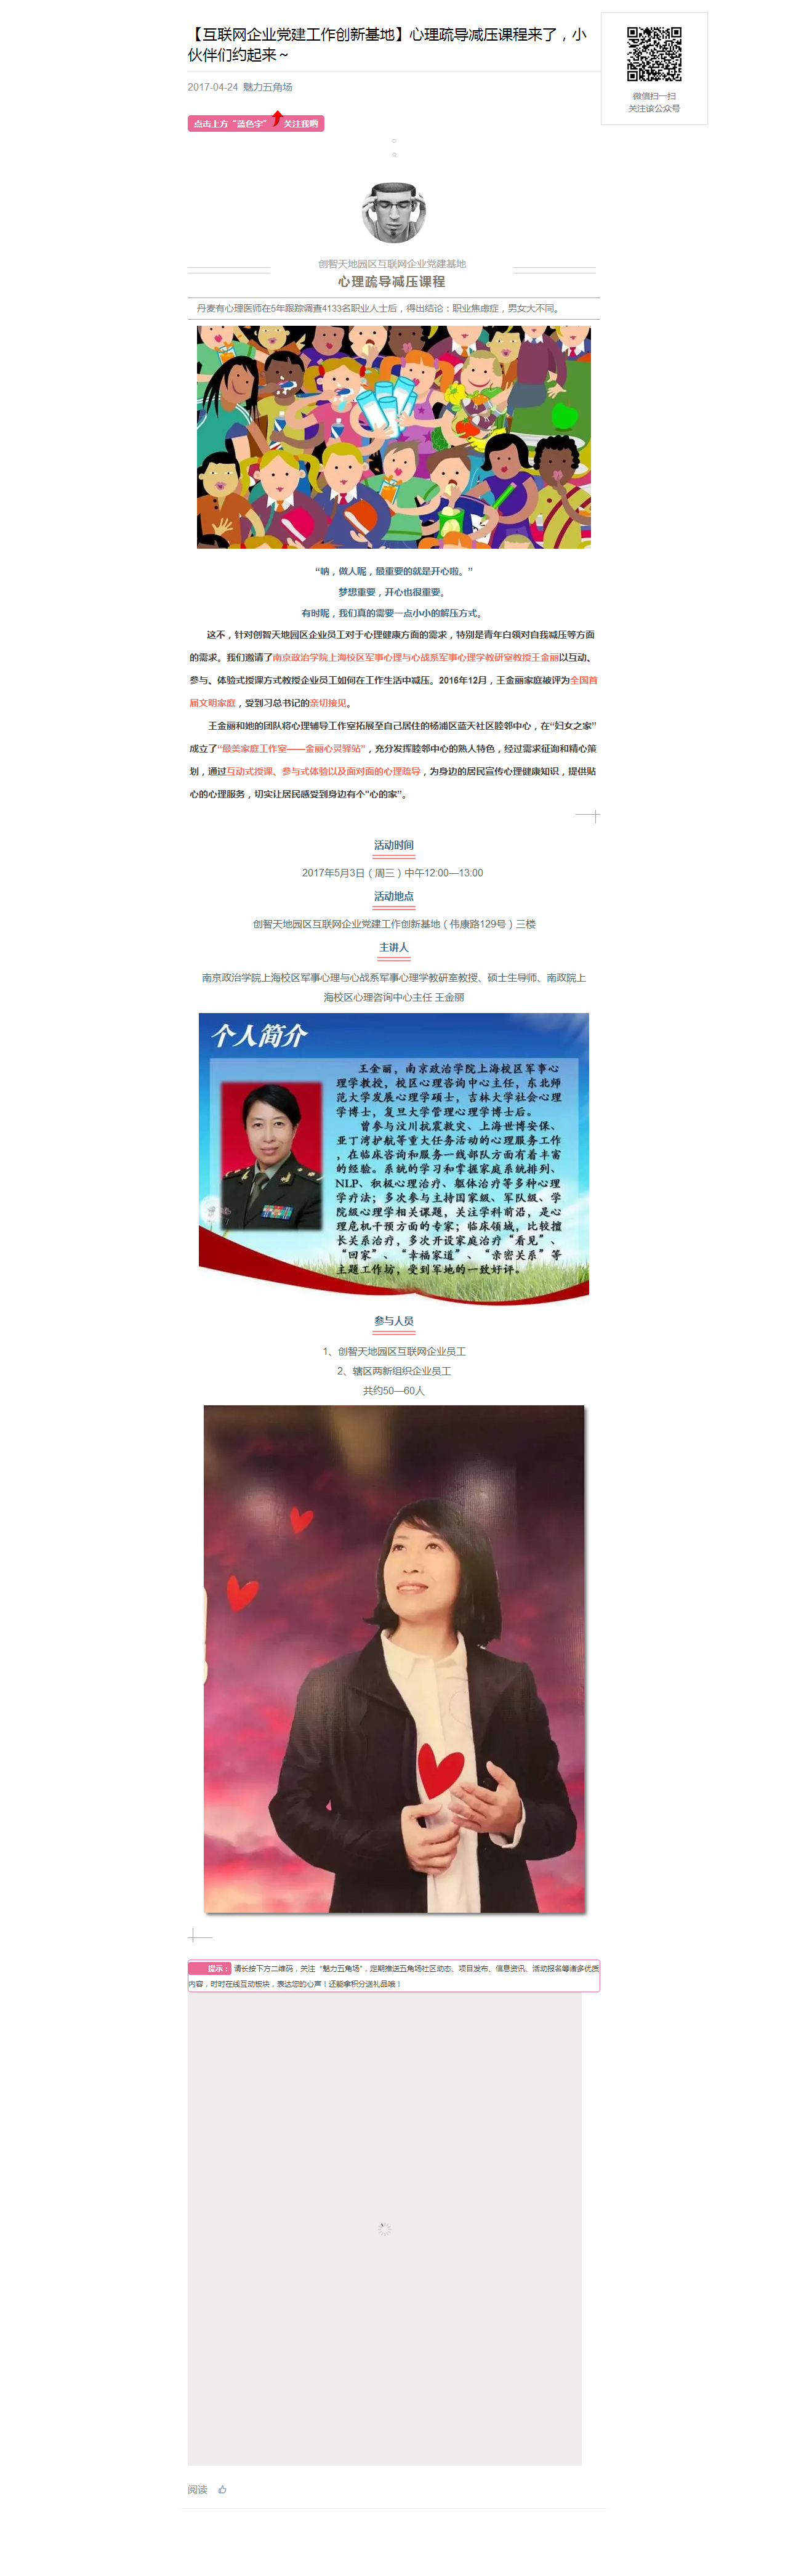 【互联网企业党建工作创新基地】心理疏导减压课程来了，小
伙伴们约起来～
2017-04-24 魅力五角场
微信扫一扫
关注该公众号
点击上方“蓝色字” 关注我哟
创智天地园区互联网企业党建基地
心理疏导减压课程
丹麦有心理医师在5年跟踪调查4133名职业人士后，得出结论：职业焦虑症，男女大不同。
“呐，做人呢，最重要的就是开心啦。”
梦想重要，开心也很重要。
有时呢，我们真的需要一点小小的解压方式。
这不，针对创智天地园区企业员工对于心理健康方面的需求，特别是青年白领对自我减压等方面
的需求。我们邀请了南京政治学院上海校区军事心理与心战系军事心理学教研室教授王金丽以互动、
参与、体验式授课方式教授企业员工如何在工作生活中减压。2016年12月，王金丽家庭被评为全国首
届文明家庭，受到习总书记的亲切接见。
王金丽和她的团队将心理辅导工作室拓展至自己居住的杨浦区蓝天社区睦邻中心，在“妇女之家”
成立了“最美家庭工作室——金丽心灵驿站”，充分发挥睦邻中心的熟人特色，经过需求征询和精心策
划，通过互动式授课、参与式体验以及面对面的心理疏导，为身边的居民宣传心理健康知识，提供贴
心的心理服务，切实让居民感受到身边有个“心的家”。
活动时间
2017年5月3日（周三）中午12:00—13:00
活动地点
创智天地园区互联网企业党建工作创新基地（伟康路129号）三楼
主讲人
南京政治学院上海校区军事心理与心战系军事心理学教研室教授、硕士生导师、南政院上
海校区心理咨询中心主任 王金丽
个人简介
王金丽，南京政治学院上海校区军事心
理学教授，校区心理咨询中心主任，东北师
范大学发展心理学硕士，吉林大学社会心理
学博士，复旦大学管理心理学博士后。
曾参与汶川抗震救灾、上海世博安保、
亚丁湾护航等重大任务活动的心理服务工作
，在临床咨询和服务一线部队方面有着丰富
的经验。系统的学习和掌握家庭系统排列、
NLP、积极心理治疗、躯体治疗等多种心理
学疗法；多次参与主持国家级、军队级、学
院级心理学相关课题，关注学科前沿，是心
理危机干预方面的专家；临床领域，比较擅
长关系治疗，多次开设家庭治疗“看见”、
“回家”、“幸福家道”、“亲密关系”等
主题工作坊，受到军地的一致好评。
参与人员
1、创智天地园区互联网企业员工
2、辖区两新组织企业员工
共约50—60人
提示： 请长按下方二维码，关注“魅力五角场”，定期推送五角场社区动态、项目发布、信息资讯、活动报名等诸多优质
内容，时时在线互动板块，表达您的心声！还能拿积分送礼品哦！
阅读